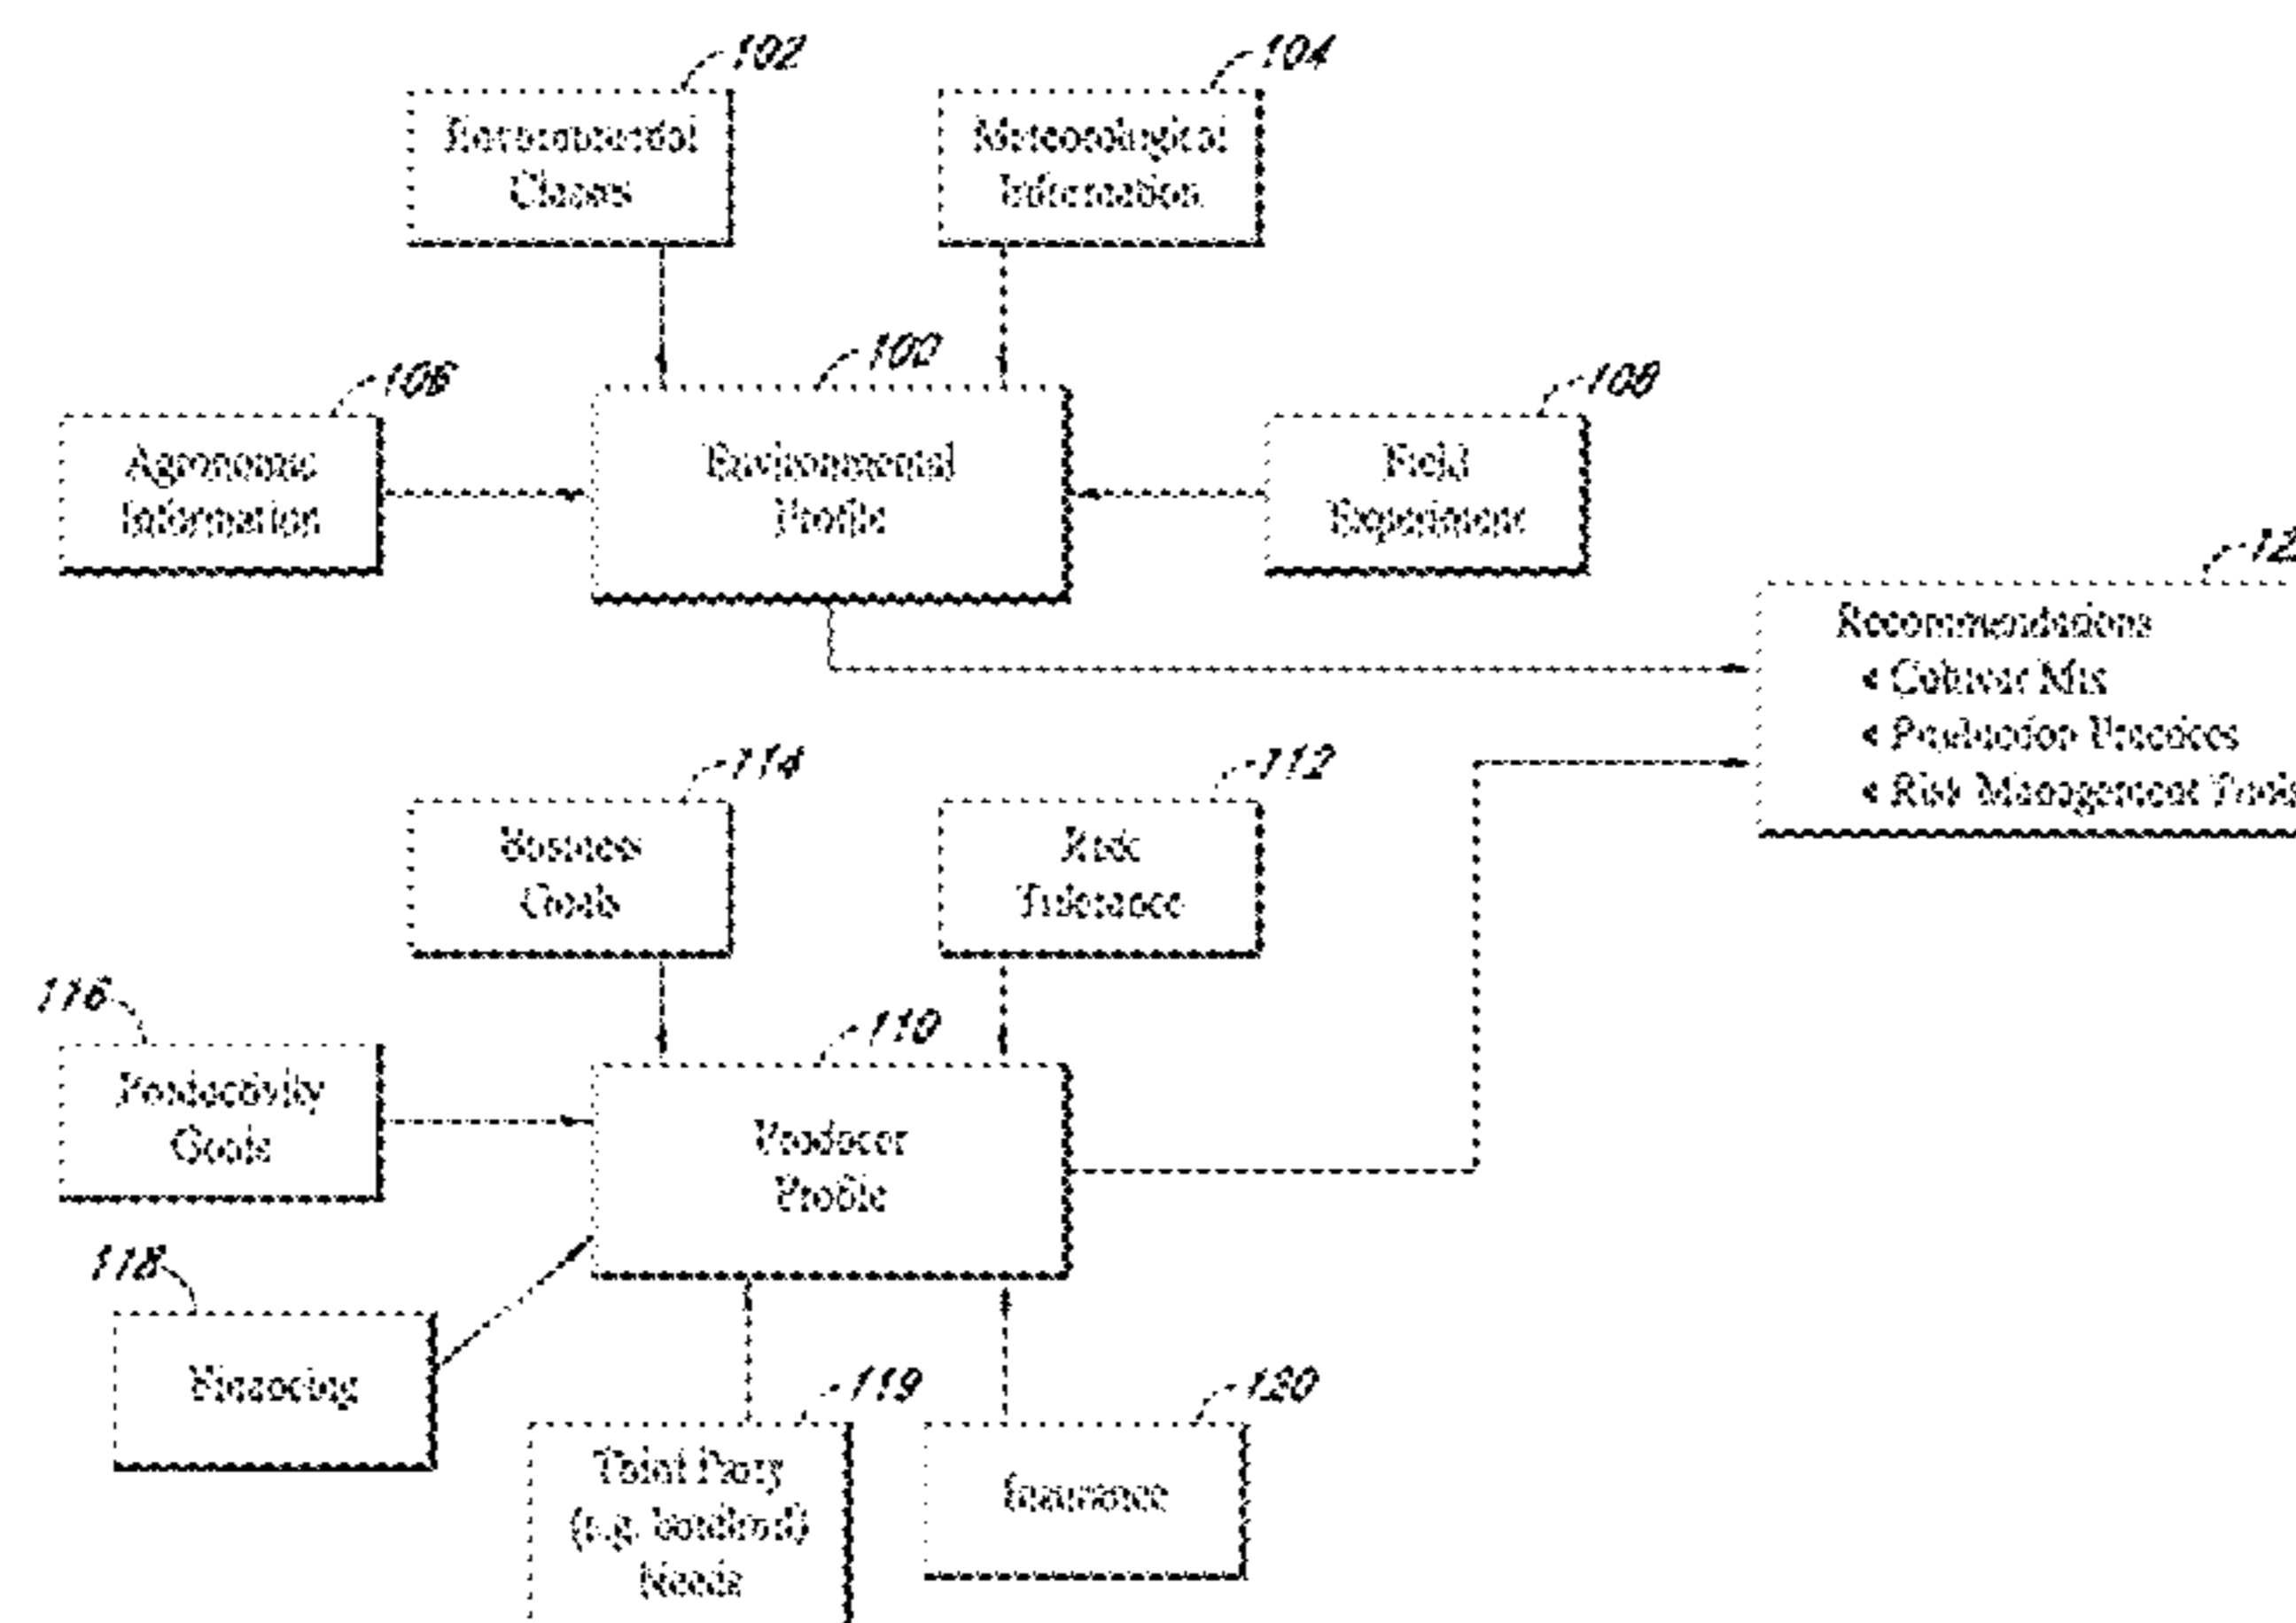 102
104
Environmental
Classes
Meteorological
Information
100
106
108
Agronomic
Information
Environmental
Profile
Field
Experiment
Recommendations
Cultivar Mix
Production Practices
Risk Management Tools
114
112
Business
Goals
Risk
Tolerance
116
110
Productivity
Goals
Producer
Profile
118
Financing
119
120
Third Party
(e.g. landlord)
Needs
Insurance